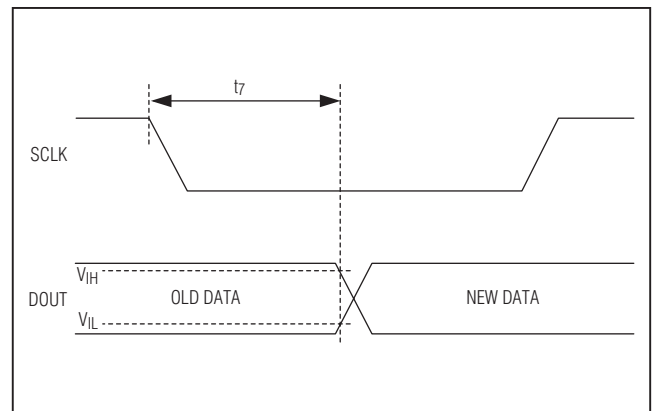 t7
SCLK
VIH
DOUT
OLD DATA
NEW DATA
VIL